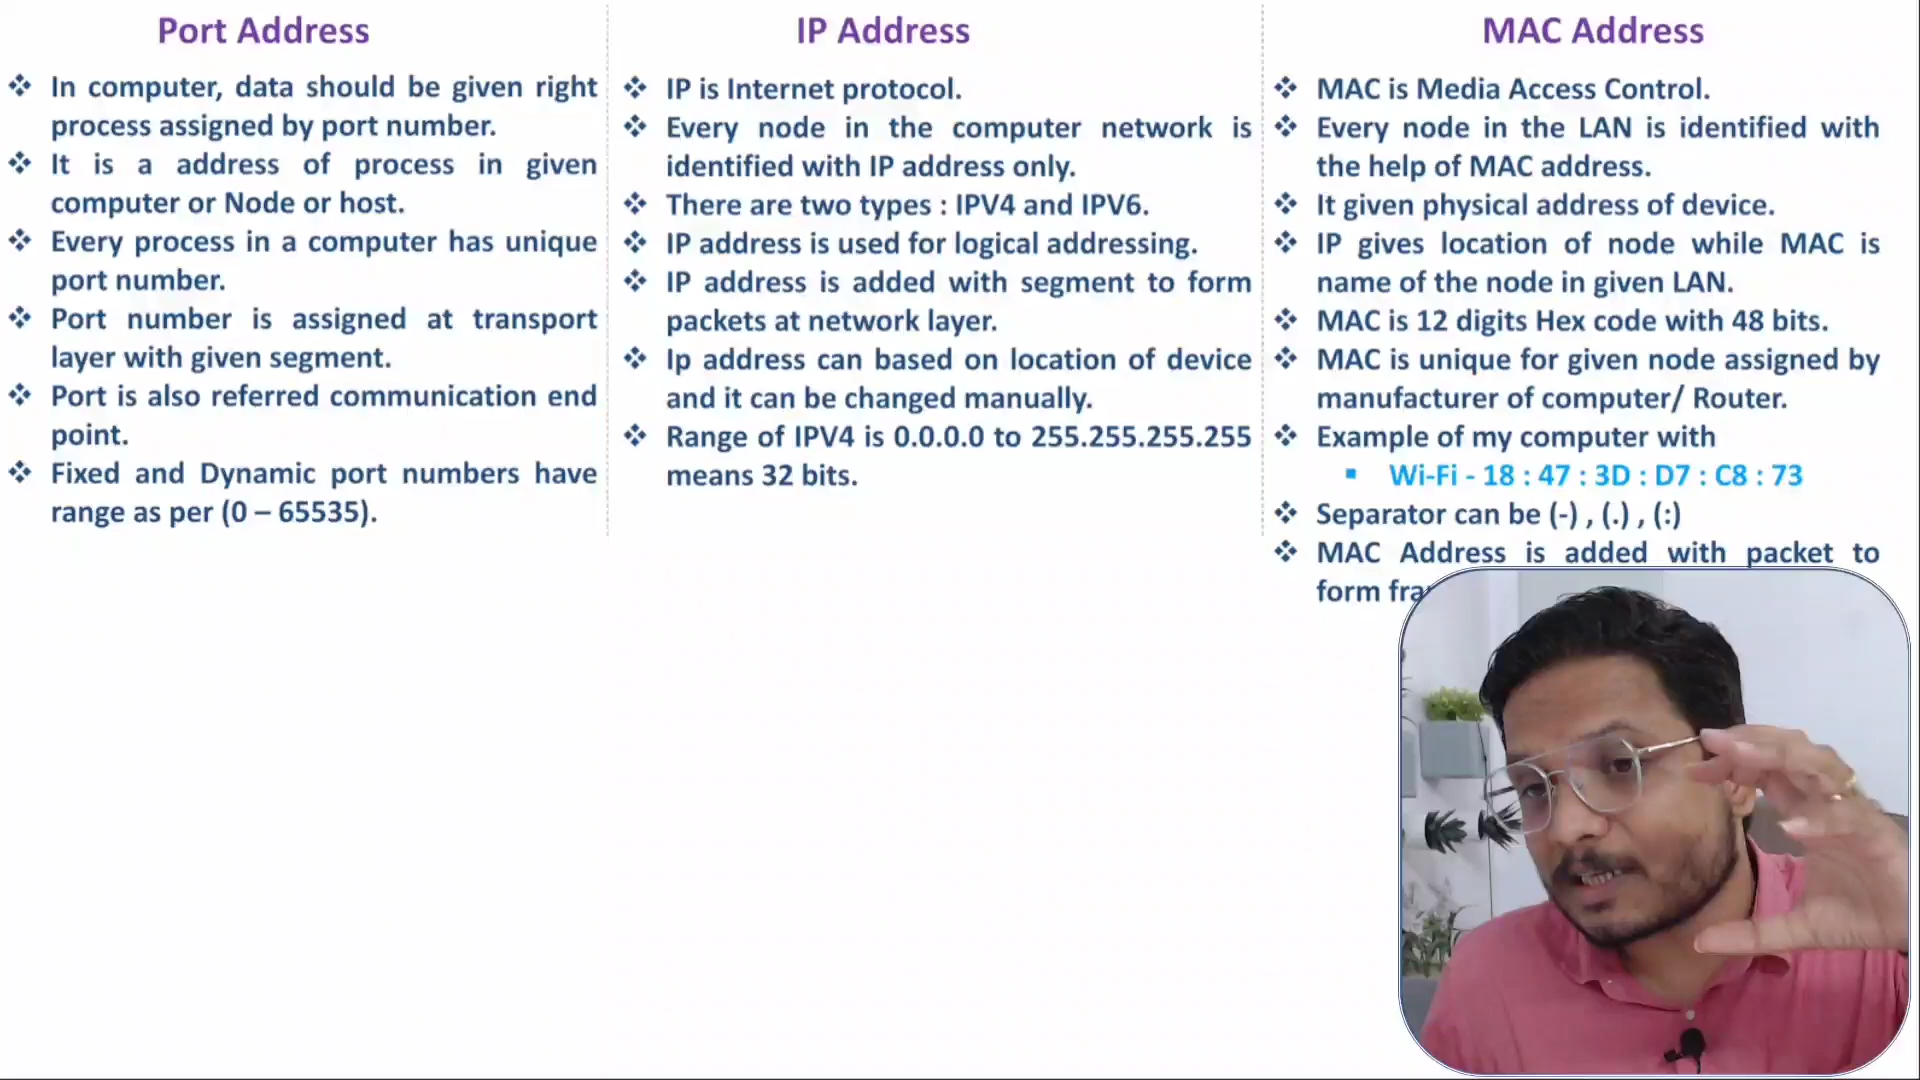 Port Address
In computer, data should be given right
process assigned by port number.
It is a address of process in given
computer or Node or host.
Every process in a computer has unique
port number.
Port number is assigned at transport
layer with given segment.
Port is also referred communication end
point.
Fixed and Dynamic port numbers have
range as per (0 – 65535).
IP Address
IP is Internet protocol.
Every node in the computer network is
identified with IP address only.
There are two types : IPV4 and IPV6.
IP address is used for logical addressing.
IP address is added with segment to form
packets at network layer.
Ip address can based on location of device
and it can be changed manually.
Range of IPV4 is 0.0.0.0 to 255.255.255.255
means 32 bits.
MAC Address
MAC is Media Access Control.
Every node in the LAN is identified with
the help of MAC address.
It given physical address of device.
IP gives location of node while MAC is
name of the node in given LAN.
MAC is 12 digits Hex code with 48 bits.
MAC is unique for given node assigned by
manufacturer of computer/ Router.
Example of my computer with
Wi-Fi - 18 : 47 : 3D : D7 : C8 : 73
Separator can be (-) , (.) , (:)
MAC Address is added with packet to
form